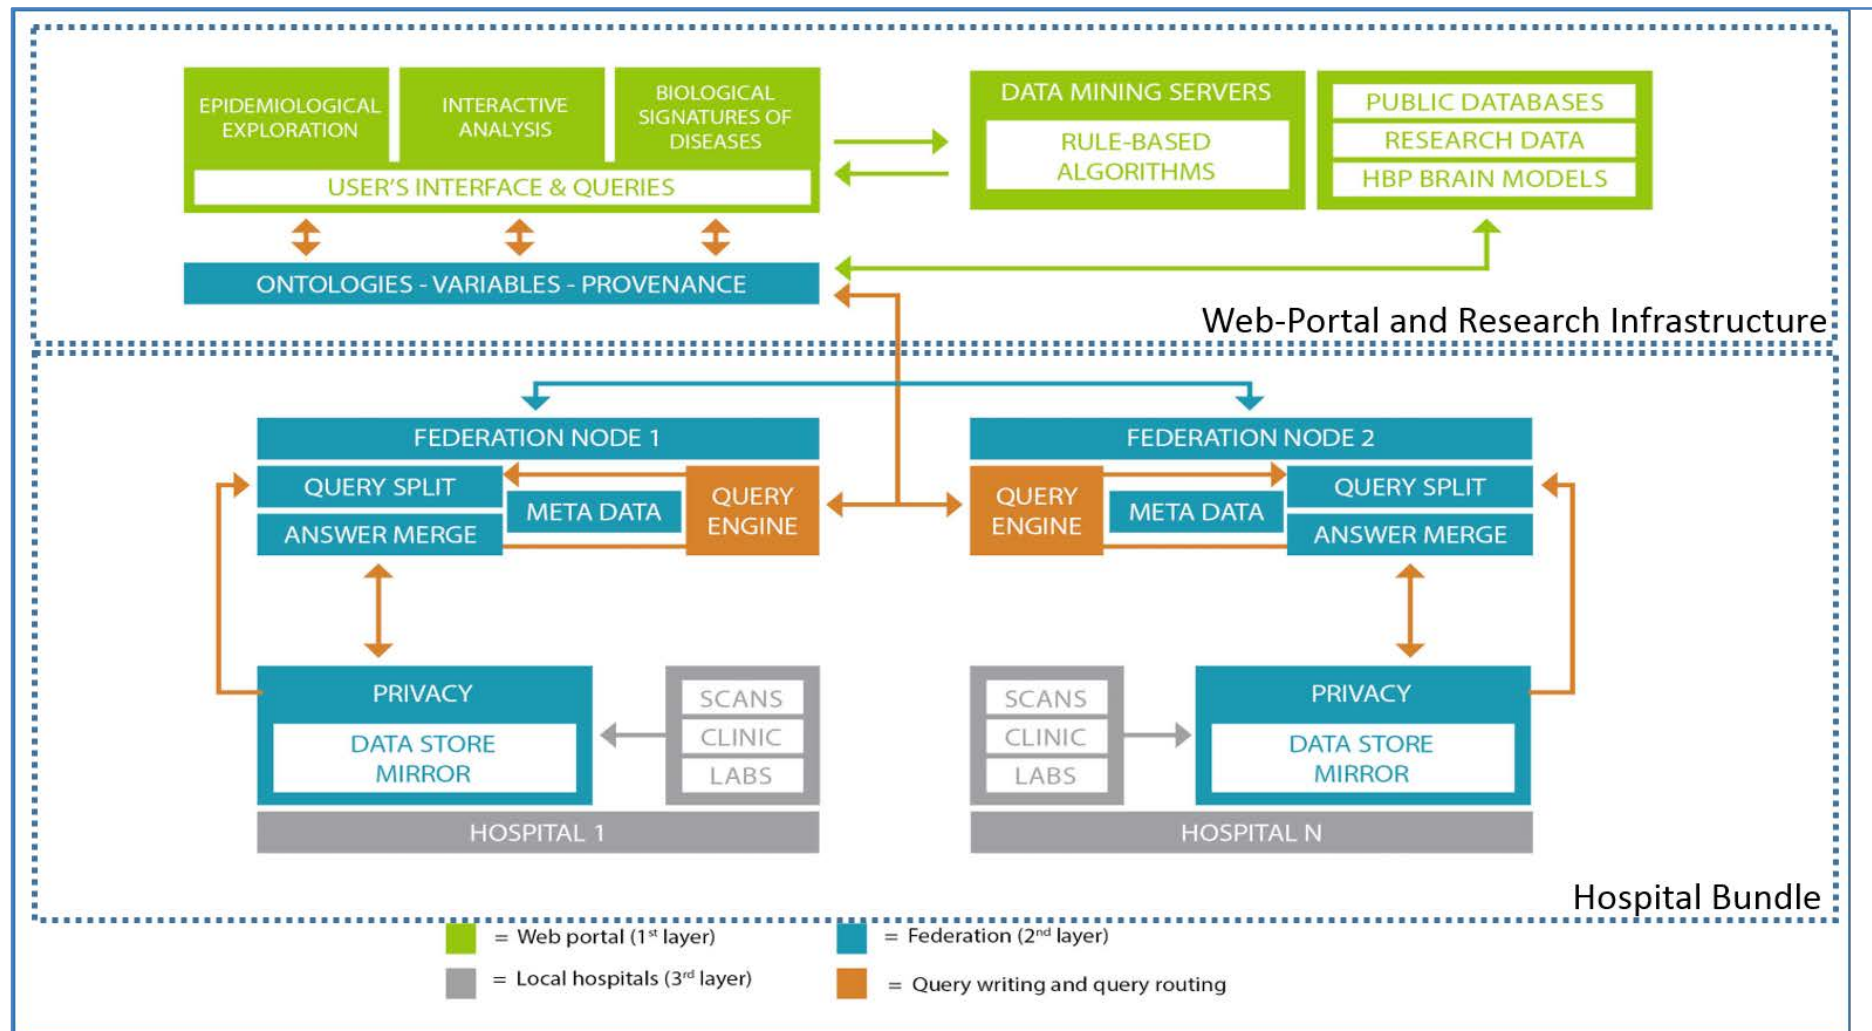 EPIDEMIOLOGICAL
EXPLORATION
INTERACTIVE
ANALYSIS
BIOLOGICAL
SIGNATURES OF
DISEASES
USER'S INTERFACE & QUERIES
DATA MINING SERVERS
RULE-BASED
ALGORITHMS
PUBLIC DATABASES
RESEARCH DATA
HBP BRAIN MODELS
ONTOLOGIES - VARIABLES - PROVENANCE
Web-Portal and Research Infrastructure
FEDERATION NODE 1
QUERY SPLIT
ANSWER MERGE
META DATA
QUERY
ENGINE
FEDERATION NODE 2
QUERY
ENGINE
META DATA
QUERY SPLIT
ANSWER MERGE
PRIVACY
DATA STORE
MIRROR
SCANS
CLINIC
LABS
HOSPITAL 1
SCANS
CLINIC
LABS
PRIVACY
DATA STORE
MIRROR
HOSPITAL N
Hospital Bundle
= Web portal (1st layer)
= Federation (2nd layer)
= Local hospitals (3rd layer)
= Query writing and query routing